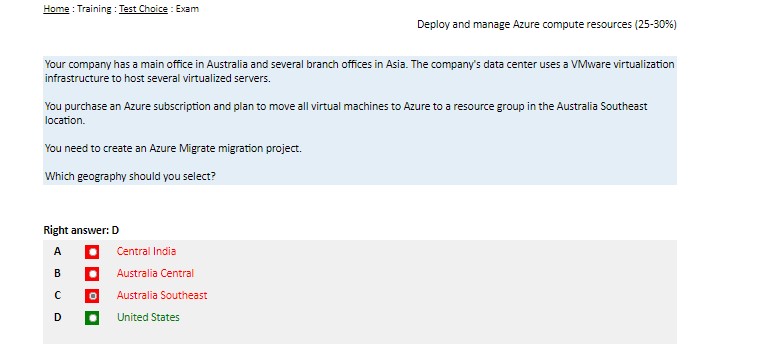 Home : Training : Test Choice : Exam
Deploy and manage Azure compute resources (25-30%)
Your company has a main office in Australia and several branch offices in Asia. The company's data center uses a VMware virtualization
infrastructure to host several virtualized servers.
You purchase an Azure subscription and plan to move all virtual machines to Azure to a resource group in the Australia Southeast
location.
You need to create an Azure Migrate migration project.
Which geography should you select?
Right answer: D
A Central India
B Australia Central
C Australia Southeast
D United States